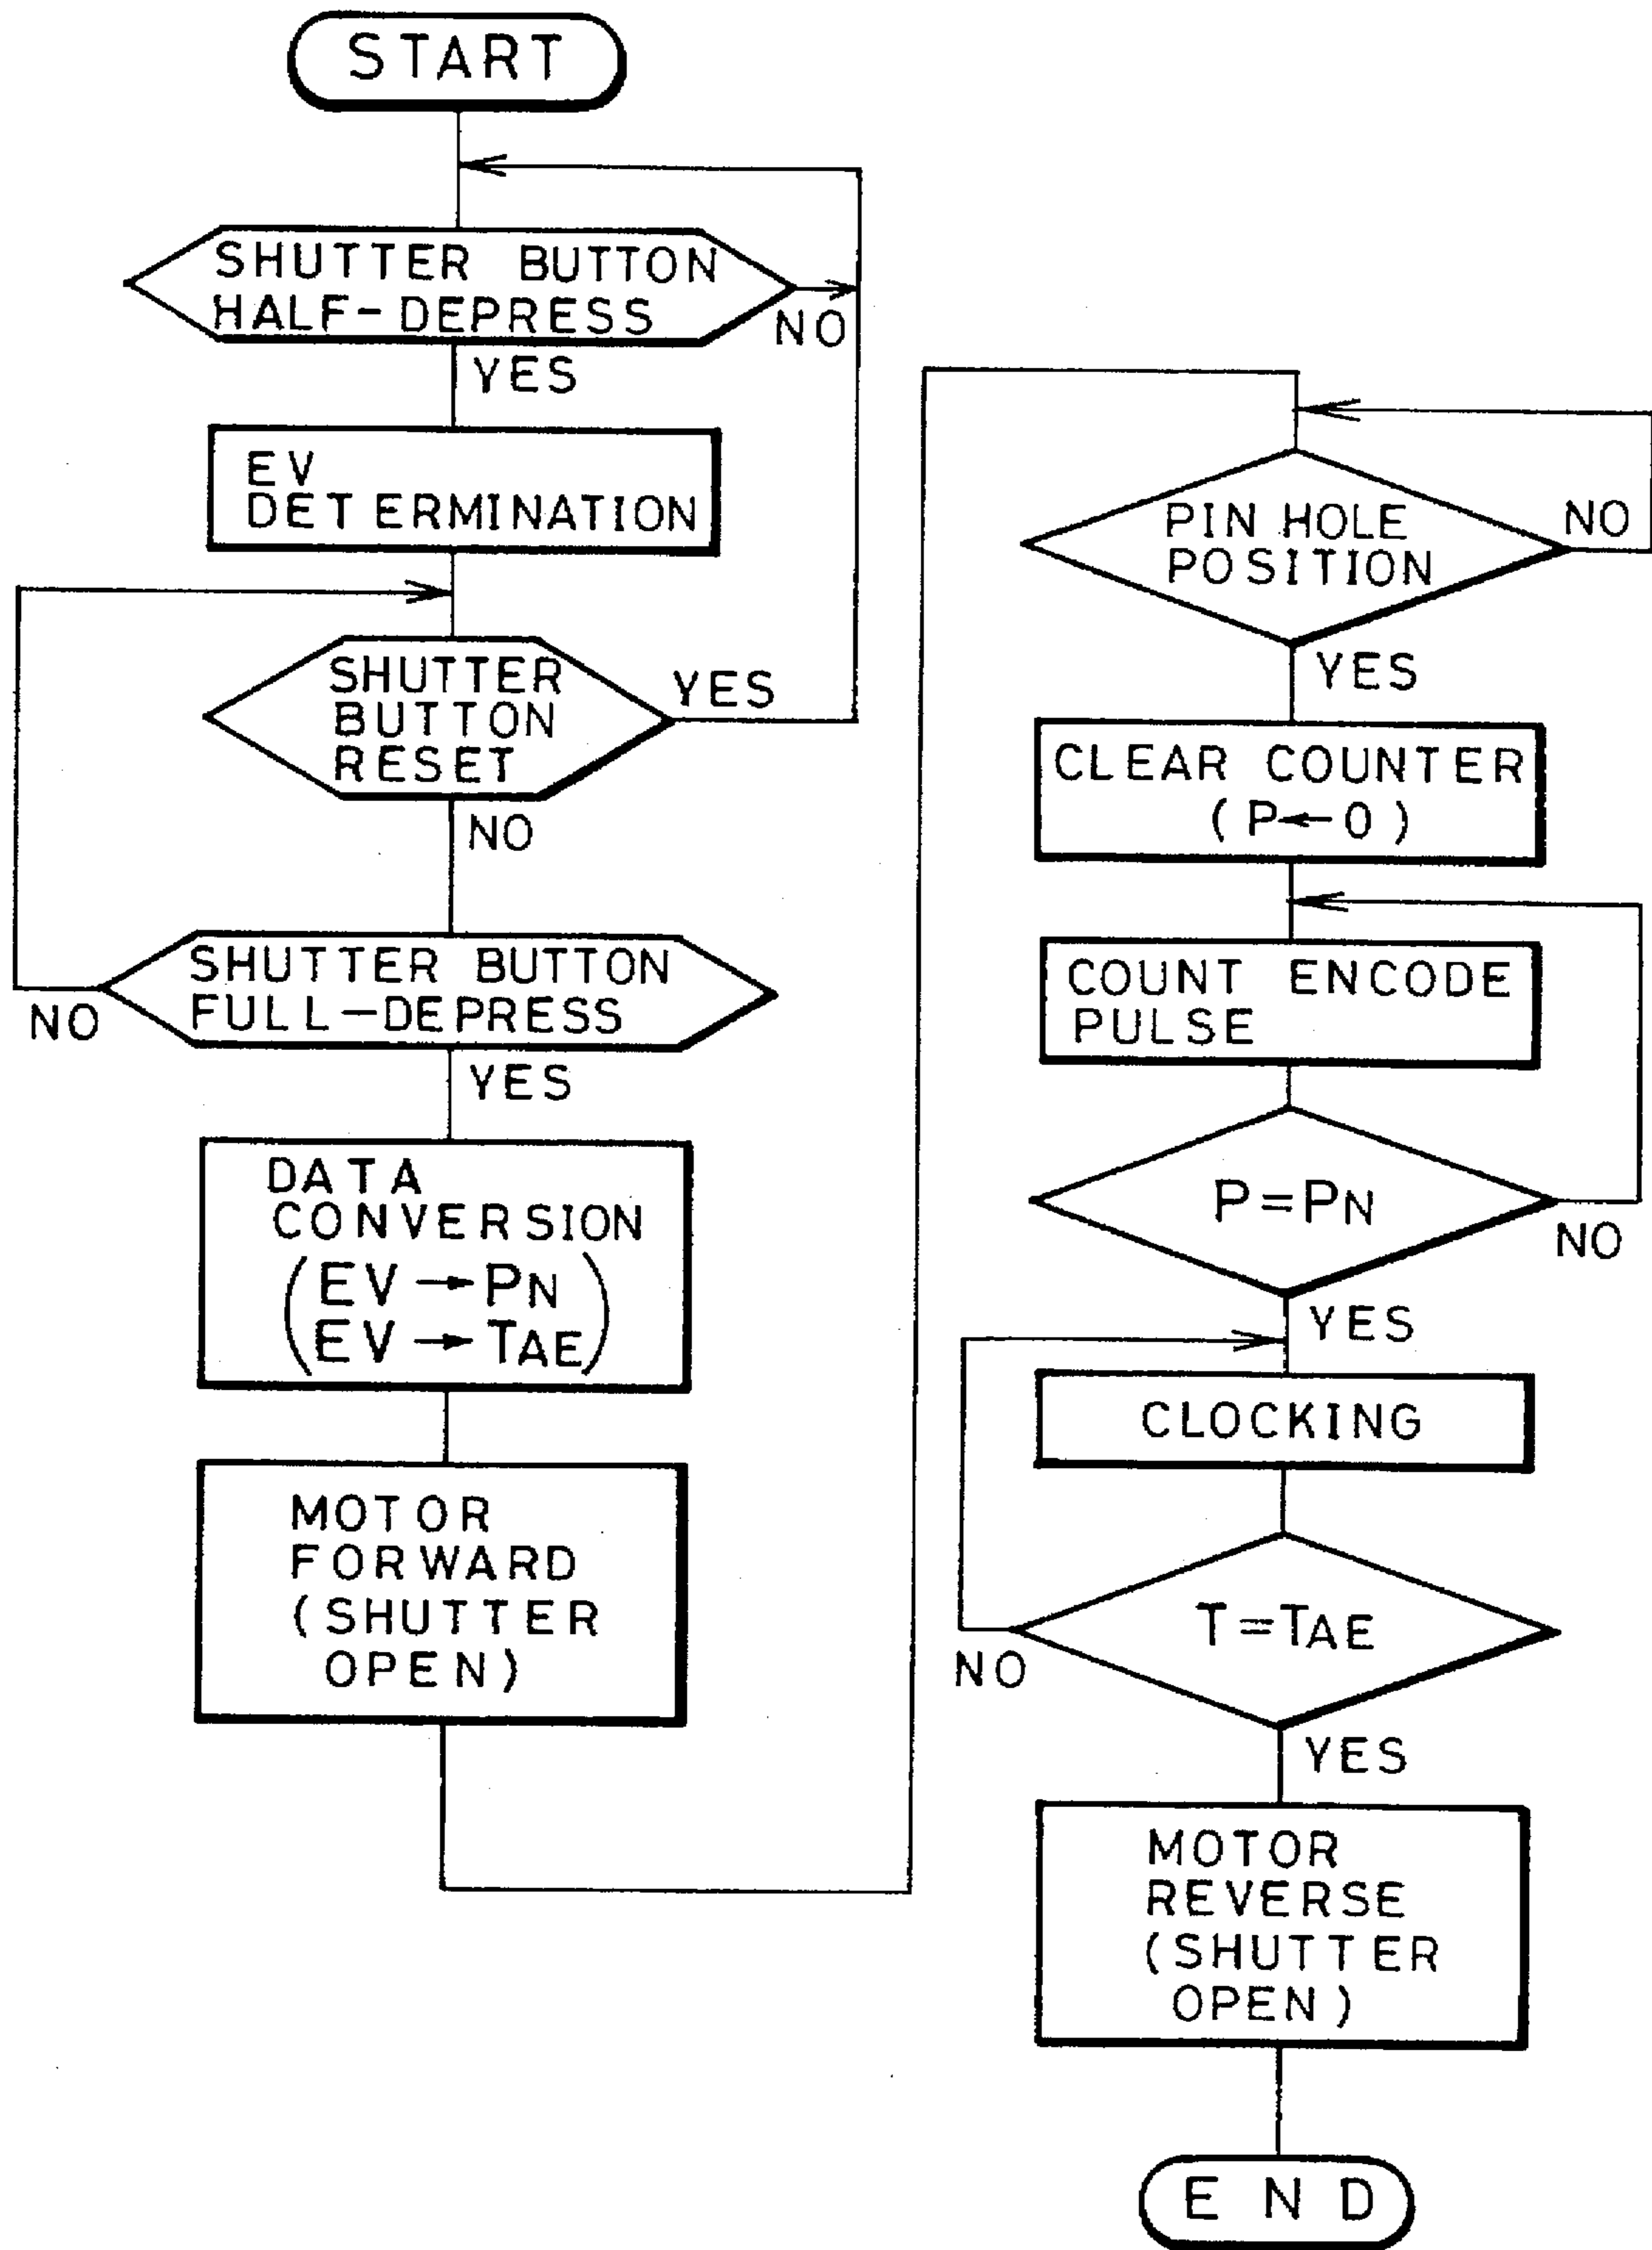 START
SHUTTER BUTTON
HALF-DEPRESS
NO
YES
EV
DETERMINATION
SHUTTER
BUTTON
RESET
YES
NO
SHUTTER BUTTON
FULL-DEPRESS
NO
YES
DATA
CONVERSION
(EV → PN
EV → TAE)
MOTOR
FORWARD
(SHUTTER
OPEN)
PIN HOLE
POSITION
NO
YES
CLEAR COUNTER
(P←0)
COUNT ENCODE
PULSE
P=PN
NO
YES
CLOCKING
T=TAE
NO
YES
MOTOR
REVERSE
(SHUTTER
OPEN)
END